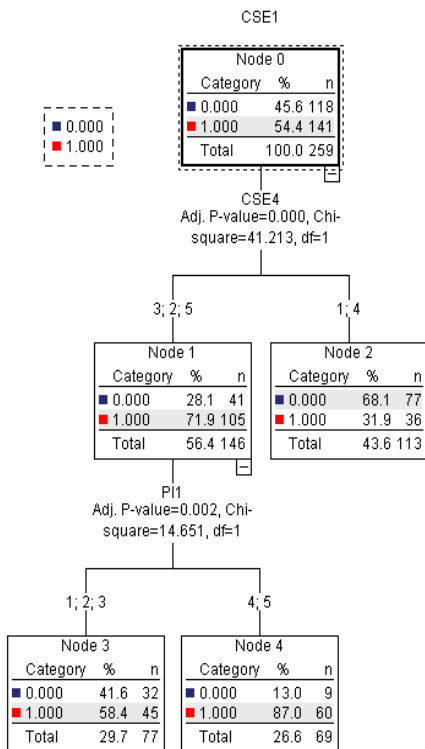 CSE1
Node 0
Category % n
0.000 45.6 118
1.000 54.4 141
Total 100.0 259
0.000
1.000
CSE4
Adj. P-value=0.000, Chi-
square=41.213, df=1
3; 2; 5
1; 4
Node 1
Category % n
0.000 28.1 41
1.000 71.9 105
Total 56.4 146
Node 2
Category % n
0.000 68.1 77
1.000 31.9 36
Total 43.6 113
PI1
Adj. P-value=0.002, Chi-
square=14.651, df=1
1; 2; 3
4; 5
Node 3
Category % n
0.000 41.6 32
1.000 58.4 45
Total 29.7 77
Node 4
Category % n
0.000 13.0 9
1.000 87.0 60
Total 26.6 69